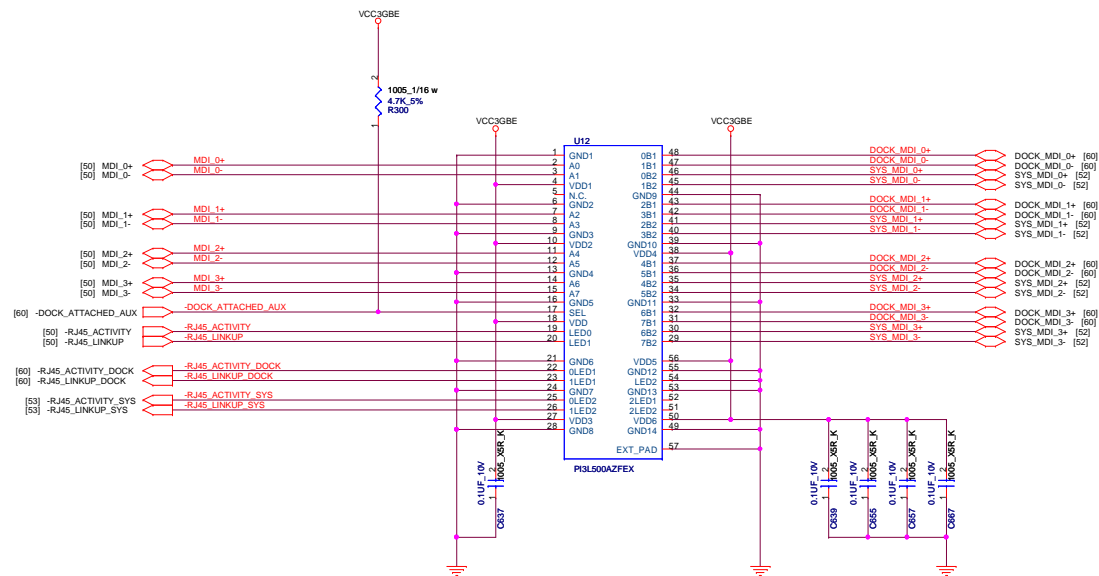 VCC3GBE
2
1005_1/16 w
4.7K_5%
R300
1
VCC3GBE
VCC3GBE
U12
[50] MDI_0+ MDI_0+ 2 A0
[50] MDI_0- MDI_0- 3 A1
1 GND1
4 VDD1
5 N.C.
6 GND2
[50] MDI_1+ MDI_1+ 7 A2
[50] MDI_1- MDI_1- 8 A3
9 GND3
10 VDD2
[50] MDI_2+ MDI_2+ 11 A4
[50] MDI_2- MDI_2- 12 A5
13 GND4
[50] MDI_3+ MDI_3+ 14 A6
[50] MDI_3- MDI_3- 15 A7
16 GND5
[60] -DOCK_ATTACHED_AUX -DOCK_ATTACHED_AUX 17 SEL
18 VDD
[50] -RJ45_ACTIVITY -RJ45_ACTIVITY 19 LED0
[50] -RJ45_LINKUP -RJ45_LINKUP 20 LED1
21 GND6
[60] -RJ45_ACTIVITY_DOCK -RJ45_ACTIVITY_DOCK 22 0LED1
[60] -RJ45_LINKUP_DOCK -RJ45_LINKUP_DOCK 23 1LED1
24 GND7
[53] -RJ45_ACTIVITY_SYS -RJ45_ACTIVITY_SYS 25 0LED2
[53] -RJ45_LINKUP_SYS -RJ45_LINKUP_SYS 26 1LED2
27 VDD3
28 GND8
0B1 48 DOCK_MDI_0+ DOCK_MDI_0+ [60]
1B1 47 DOCK_MDI_0- DOCK_MDI_0- [60]
0B2 46 SYS_MDI_0+ SYS_MDI_0+ [52]
1B2 45 SYS_MDI_0- SYS_MDI_0- [52]
GND9 44
2B1 43 DOCK_MDI_1+ DOCK_MDI_1+ [60]
3B1 42 DOCK_MDI_1- DOCK_MDI_1- [60]
2B2 41 SYS_MDI_1+ SYS_MDI_1+ [52]
3B2 40 SYS_MDI_1- SYS_MDI_1- [52]
GND10 39
VDD4 38
4B1 37 DOCK_MDI_2+ DOCK_MDI_2+ [60]
5B1 36 DOCK_MDI_2- DOCK_MDI_2- [60]
4B2 35 SYS_MDI_2+ SYS_MDI_2+ [52]
5B2 34 SYS_MDI_2- SYS_MDI_2- [52]
GND11 33
6B1 32 DOCK_MDI_3+ DOCK_MDI_3+ [60]
7B1 31 DOCK_MDI_3- DOCK_MDI_3- [60]
6B2 30 SYS_MDI_3+ SYS_MDI_3+ [52]
7B2 29 SYS_MDI_3- SYS_MDI_3- [52]
VDD5 56
GND12 55
LED2 54
GND13 53
2LED1 52
2LED2 51
VDD6 50
GND14 49
EXT_PAD 57
PI3L500AZFEX
0.1UF_10V
1 2
1005_X5R_K
C637
0.1UF_10V
1 2
1005_X5R_K
C639
0.1UF_10V
1 2
1005_X5R_K
C655
0.1UF_10V
1 2
1005_X5R_K
C657
0.1UF_10V
1 2
1005_X5R_K
C667